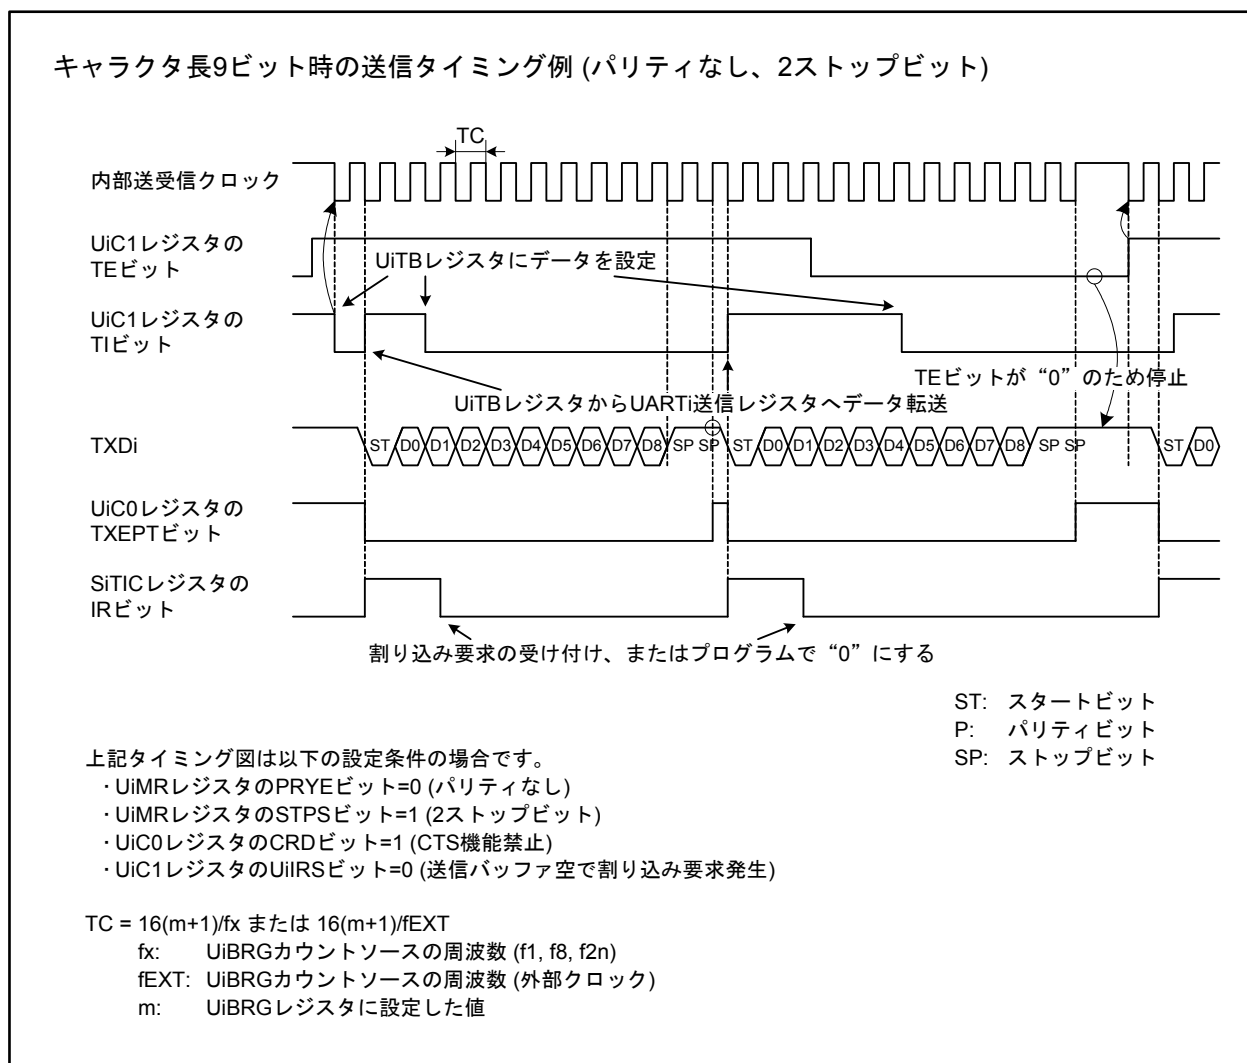 キャラクタ長9ビット時の送信タイミング例 (パリティなし、2ストップビット)
TC
内部送受信クロック
UiC1レジスタの
TEビット
UiTBレジスタにデータを設定
UiC1レジスタの
TIビット
TEビットが“0”のため停止
UiTBレジスタからUARTi送信レジスタへデータ転送
TXDi
ST D0 D1 D2 D3 D4 D5 D6 D7 D8 SP SP ST D0 D1 D2 D3 D4 D5 D6 D7 D8 SP SP ST D0
UiC0レジスタの
TXEPTビット
SiTICレジスタの
IRビット
割り込み要求の受け付け、またはプログラムで“0”にする
ST: スタートビット
P: パリティビット
SP: ストップビット
上記タイミング図は以下の設定条件の場合です。
・UiMRレジスタのPRYEビット=0 (パリティなし)
・UiMRレジスタのSTPSビット=1 (2ストップビット)
・UiC0レジスタのCRDビット=1 (CTS機能禁止)
・UiC1レジスタのUiIRSビット=0 (送信バッファ空で割り込み要求発生)
TC = 16(m+1)/fx または 16(m+1)/fEXT
fx: UiBRGカウントソースの周波数 (f1, f8, f2n)
fEXT: UiBRGカウントソースの周波数 (外部クロック)
m: UiBRGレジスタに設定した値